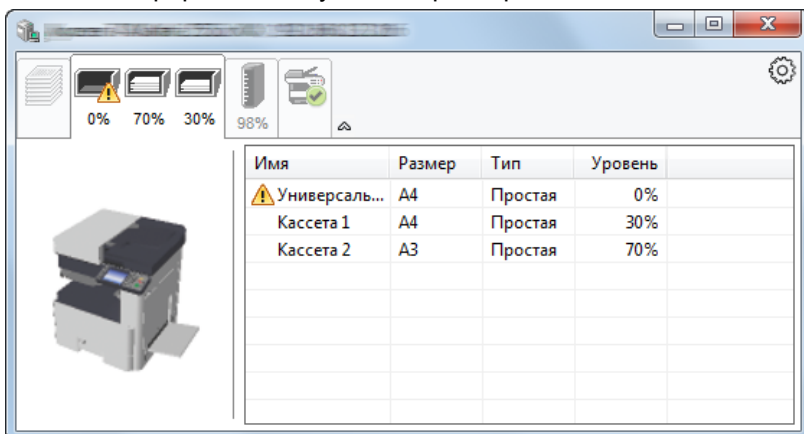 0% 70% 30% 98%
Имя Размер Тип Уровень
Универсаль... A4 Простая 0%
Кассета 1 A4 Простая 30%
Кассета 2 A3 Простая 70%